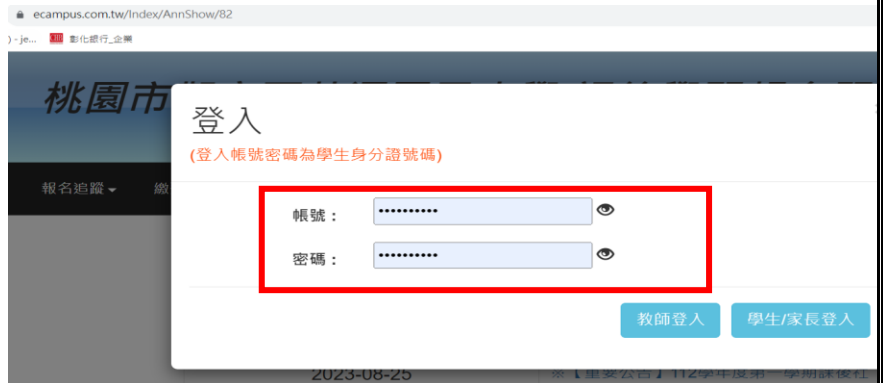 ecampus.com.tw/Index/AnnShow/82
) - je... 彰化銀行_企業
桃園市
登入
(登入帳號密碼為學生身分證號碼)
報名追蹤
繳
帳號：
••••••••••
密碼：
••••••••••
教師登入 學生/家長登入
2023-08-25 ※【重要公告】112學年度第一學期課後社